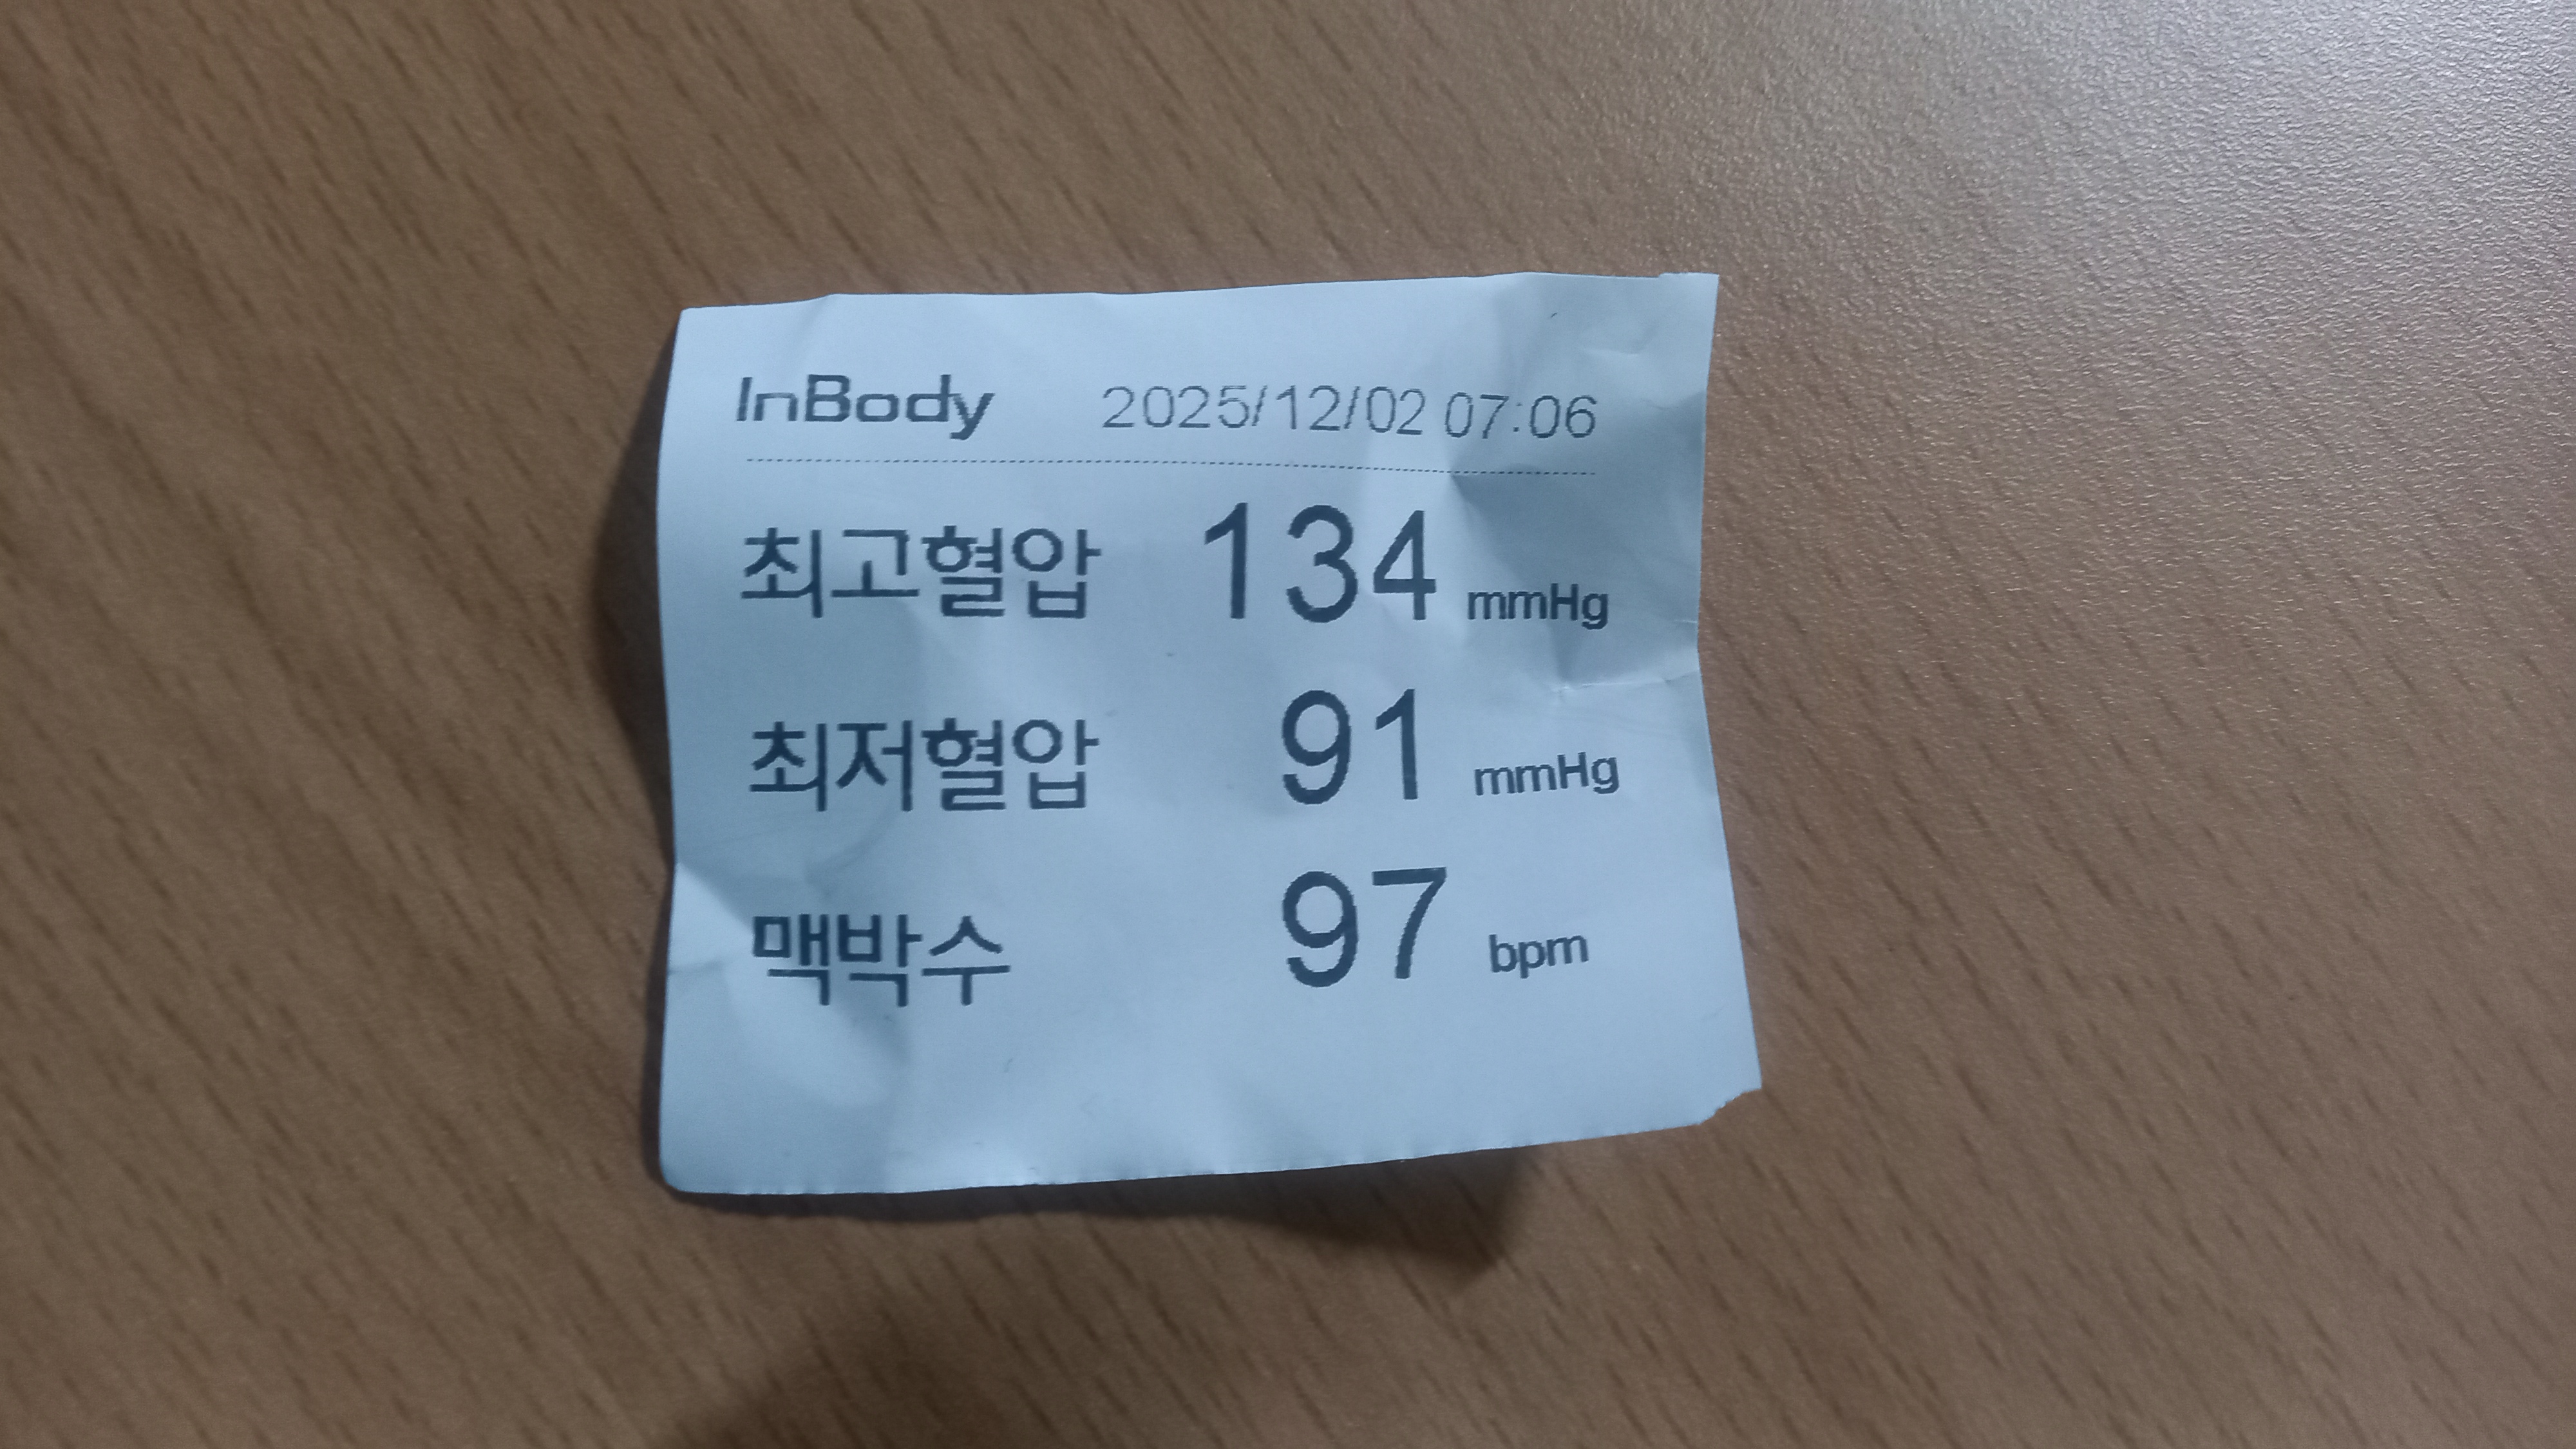 InBody 2025/12/02 07:06
최고혈압 134 mmHg
최저혈압 91 mmHg
맥박수 97 bpm